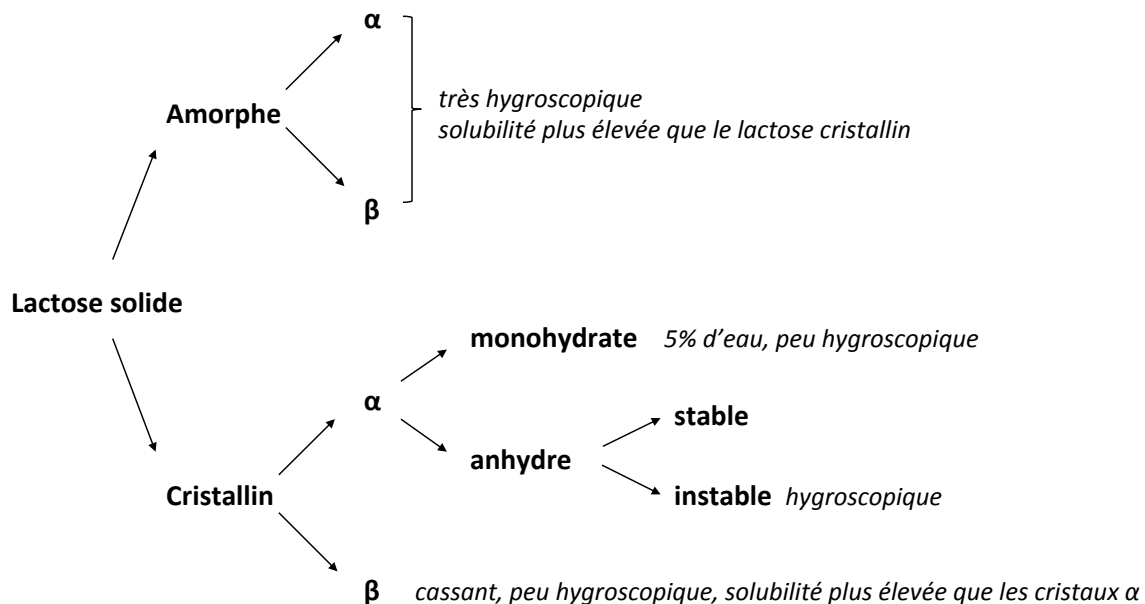 α
Amorphe
très hygroscopique
solubilité plus élevée que le lactose cristallin
β
Lactose solide
monohydrate 5% d’eau, peu hygroscopique
α
stable
anhydre
Cristallin
instable hygroscopique
β cassant, peu hygroscopique, solubilité plus élevée que les cristaux α